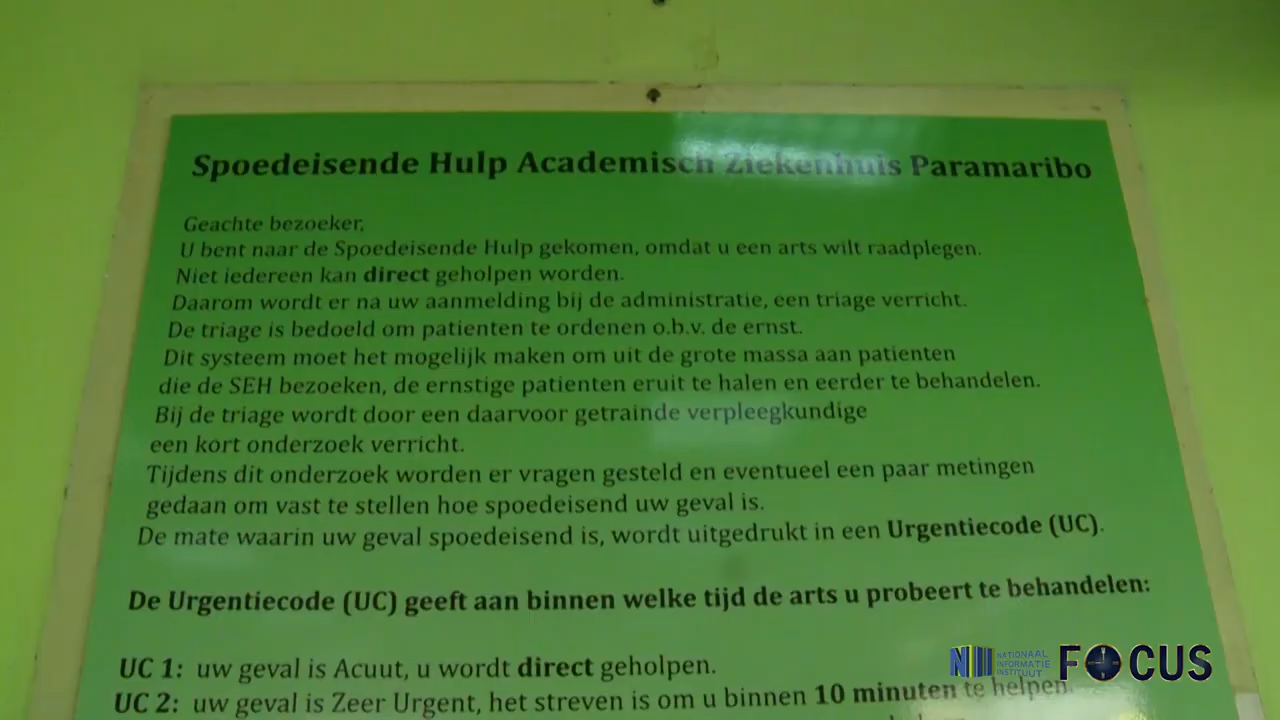 Spoedeisende Hulp Academisch Ziekenhuis Paramaribo
Geachte bezoeker,
U bent naar de Spoedeisende Hulp gekomen, omdat u een arts wilt raadplegen.
Niet iedereen kan direct geholpen worden.
Daarom wordt er na uw aanmelding bij de administratie, een triage verricht.
De triage is bedoeld om patienten te ordenen o.b.v. de ernst.
Dit systeem moet het mogelijk maken om uit de grote massa aan patienten
die de SEH bezoeken, de ernstige patienten eruit te halen en eerder te behandelen.
Bij de triage wordt door een daarvoor getrainde verpleegkundige
een kort onderzoek verricht.
Tijdens dit onderzoek worden er vragen gesteld en eventueel een paar metingen
gedaan om vast te stellen hoe spoedeisend uw geval is.
De mate waarin uw geval spoedeisend is, wordt uitgedrukt in een Urgentiecode (UC).
De Urgentiecode (UC) geeft aan binnen welke tijd de arts u probeert te behandelen:
UC 1: uw geval is Acuut, u wordt direct geholpen.
UC 2: uw geval is Zeer Urgent, het streven is om u binnen 10 minuten te helpen.
NATIONAAL
INFORMATIE
INSTITUUT
FOCUS